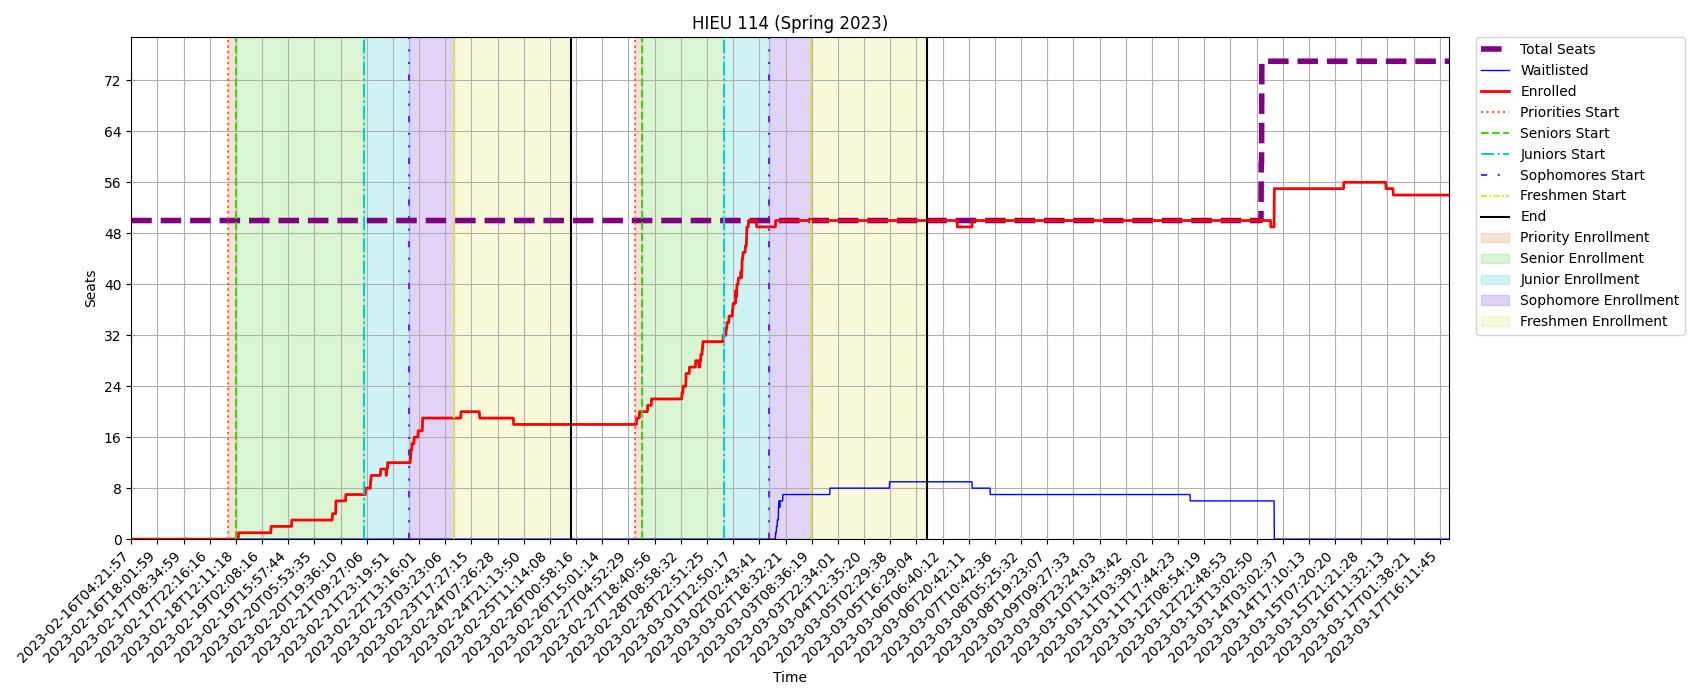 HIEU 114 (Spring 2023)
Seats
72
64
56
48
40
32
24
16
8
0
2023-02-16T04:21:57
2023-02-16T18:01:59
2023-02-17T08:34:59
2023-02-17T22:16:16
2023-02-18T12:11:18
2023-02-19T02:08:16
2023-02-19T15:57:44
2023-02-20T05:53:35
2023-02-20T19:36:10
2023-02-21T09:27:06
2023-02-21T23:19:51
2023-02-22T13:16:01
2023-02-23T03:23:06
2023-02-23T17:27:15
2023-02-24T07:26:28
2023-02-24T21:13:50
2023-02-25T11:14:08
2023-02-26T00:58:16
2023-02-26T15:01:14
2023-02-27T04:52:29
2023-02-27T18:40:56
2023-02-28T08:58:32
2023-02-28T22:51:25
2023-03-01T12:50:17
2023-03-02T02:43:41
2023-03-02T18:32:21
2023-03-03T08:36:19
2023-03-03T22:34:01
2023-03-04T12:35:20
2023-03-05T02:29:38
2023-03-05T16:29:04
2023-03-06T06:40:12
2023-03-06T20:42:11
2023-03-07T10:42:36
2023-03-08T05:25:32
2023-03-08T19:23:07
2023-03-09T09:27:33
2023-03-09T23:24:03
2023-03-10T13:43:42
2023-03-11T03:39:02
2023-03-11T17:44:23
2023-03-12T08:54:19
2023-03-12T22:48:53
2023-03-13T13:02:50
2023-03-14T03:02:37
2023-03-14T17:10:13
2023-03-15T07:20:20
2023-03-15T21:21:28
2023-03-16T11:32:13
2023-03-17T01:38:21
2023-03-17T16:11:45
Time
Total Seats
Waitlisted
Enrolled
Priorities Start
Seniors Start
Juniors Start
Sophomores Start
Freshmen Start
End
Priority Enrollment
Senior Enrollment
Junior Enrollment
Sophomore Enrollment
Freshmen Enrollment